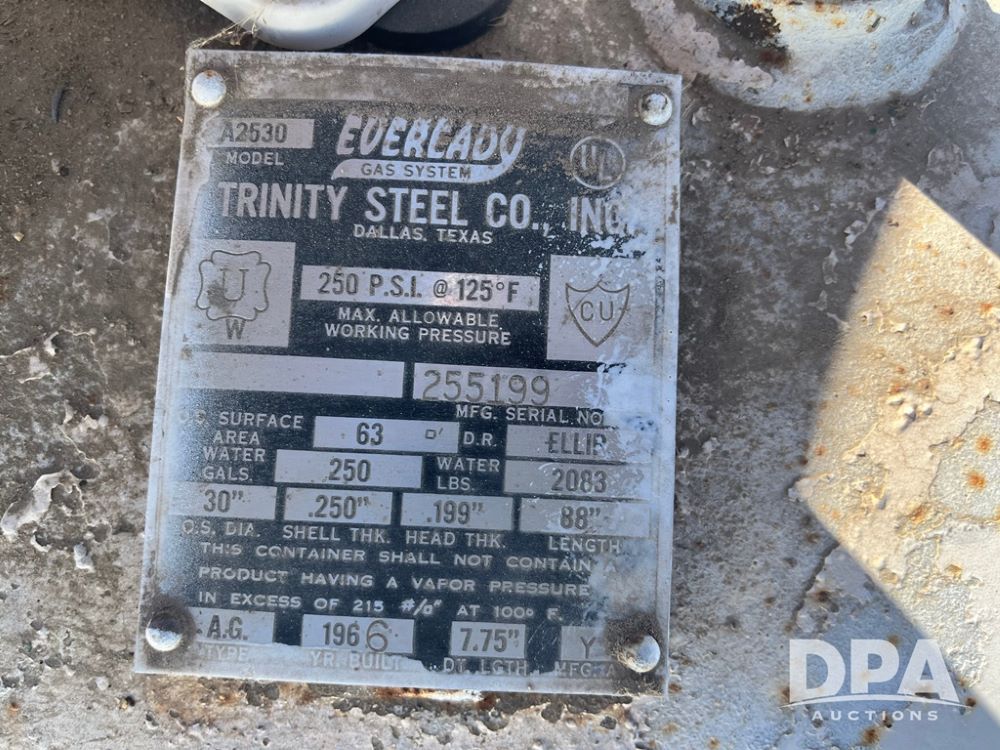 A2530 EVERLADY UL
MODEL GAS SYSTEM
TRINITY STEEL CO., INC.
DALLAS, TEXAS
U W
250 P.S.I. @ 125°F
CU
MAX. ALLOWABLE
WORKING PRESSURE
255199
MFG. SERIAL NO.
O.S. SURFACE AREA 63 □' D.R. ELLIP
WATER GALS. 250 WATER LBS. 2083
30" .250" .199" 88"
O.S. DIA. SHELL THK. HEAD THK. LENGTH
THIS CONTAINER SHALL NOT CONTAIN A
PRODUCT HAVING A VAPOR PRESSURE
IN EXCESS OF 215 #/□" AT 100° F.
A.G. 1966 7.75" Y
TYPE YR. BUILT DT. LGTH. MFG.
DPA
AUCTIONS